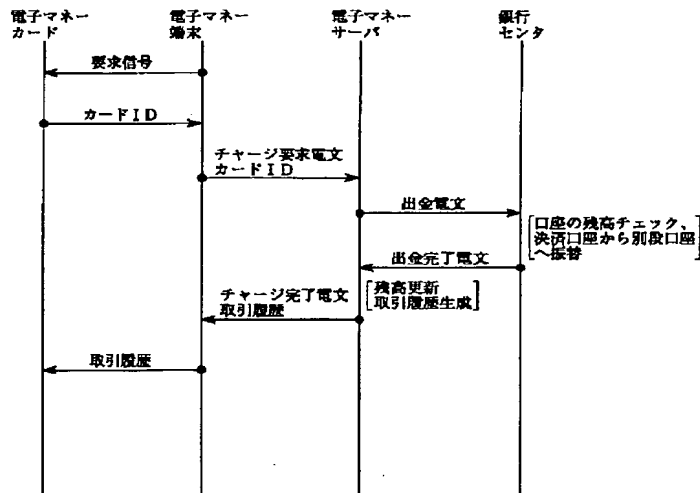 電子マネー
カード
電子マネー
端末
電子マネー
サーバ
銀行
センタ
要求信号
カードID
チャージ要求電文
カードID
出金電文
口座の残高チェック、
決済口座から別段口座
へ振替
出金完了電文
残高更新
取引履歴生成
チャージ完了電文
取引履歴
取引履歴